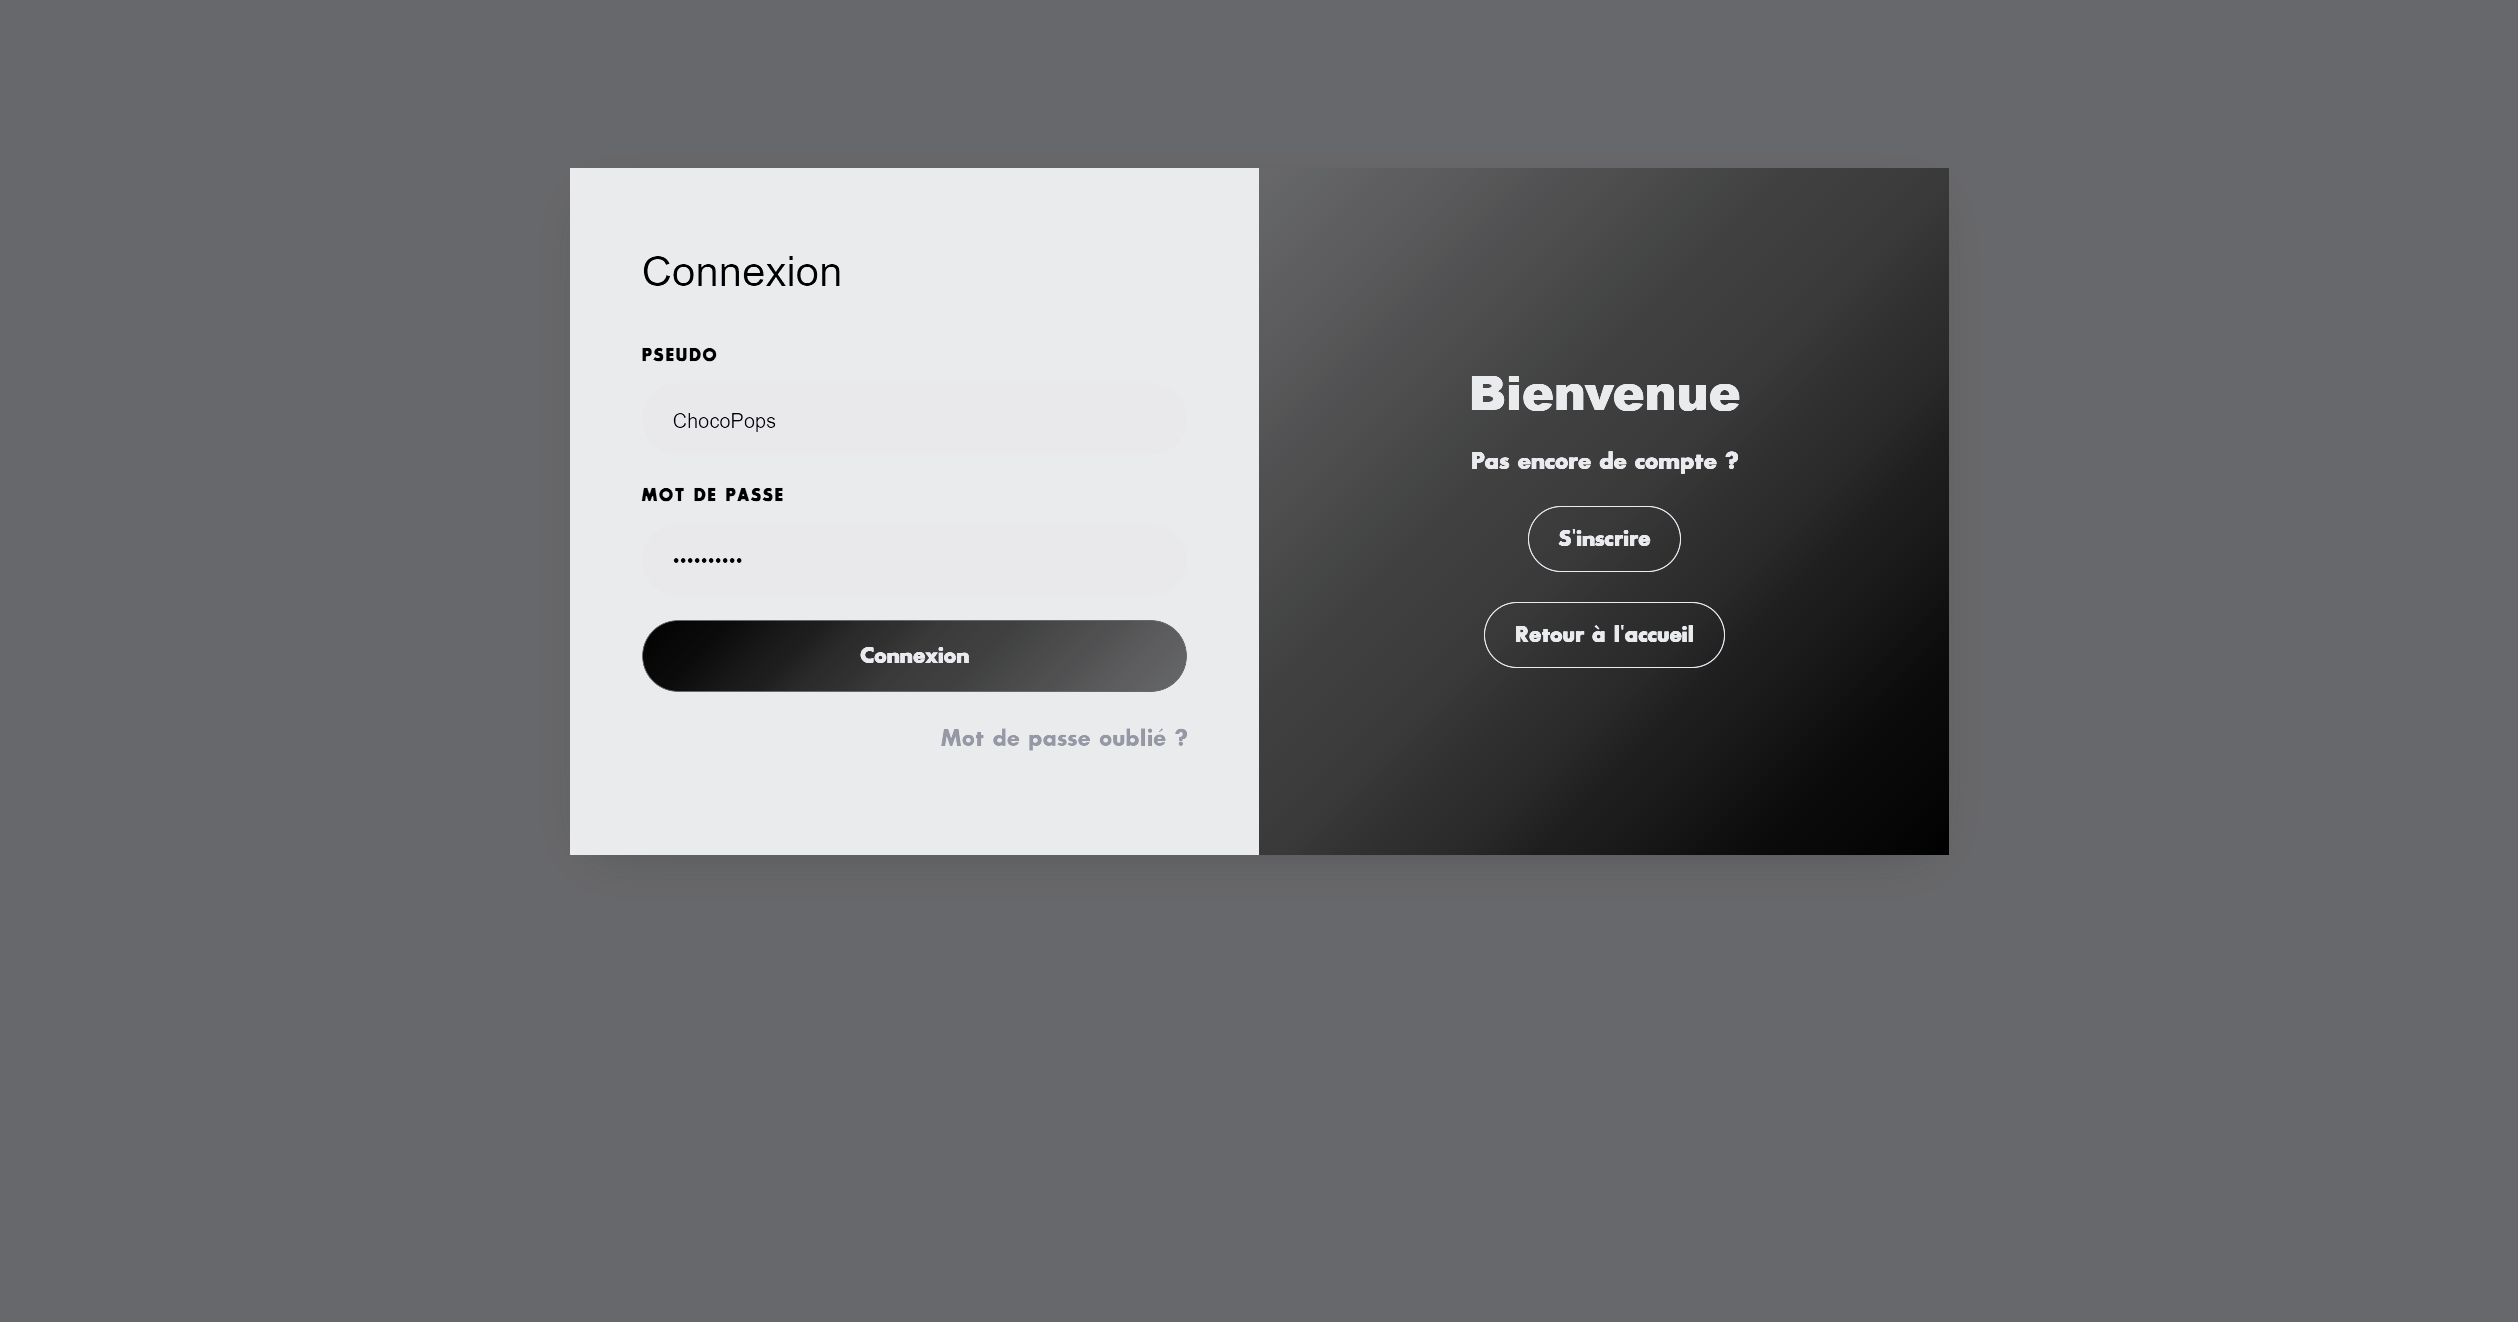 Connexion
PSEUDO
ChocoPops
MOT DE PASSE
••••••••••
Connexion
Mot de passe oublié ?
Bienvenue
Pas encore de compte ?
S'inscrire
Retour à l'accueil